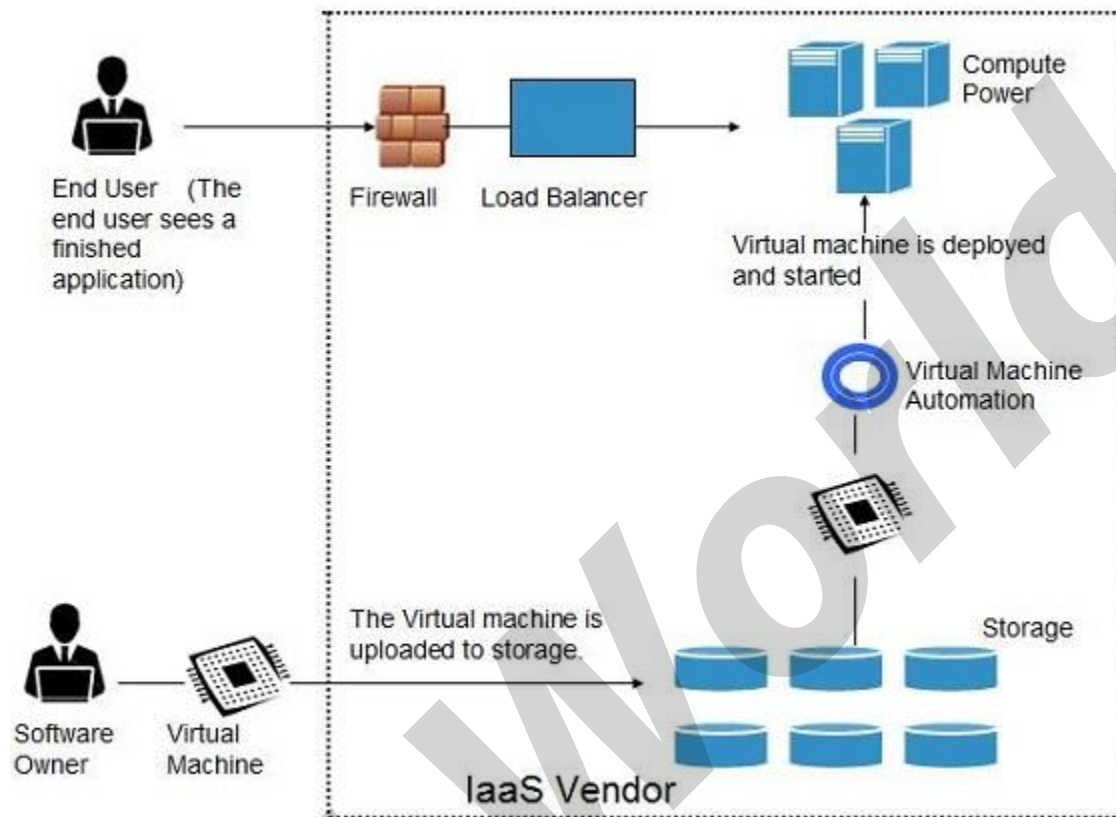 Compute
Power
End User (The
end user sees a
finished
application)
Firewall
Load Balancer
Virtual machine is deployed
and started
Virtual Machine
Automation
The Virtual machine is
uploaded to storage.
Storage
Software
Owner
Virtual
Machine
IaaS Vendor
World